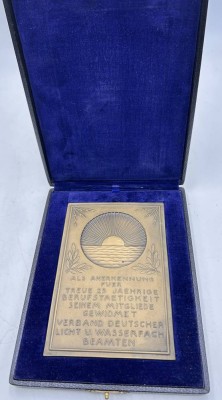 ALS ANERKENNUNG
FUER
TREUE 25 JAEHRIGE
BERUFSTAETIGKEIT
SEINEM MITGLIEDE
GEWIDMET
VERBAND DEUTSCHER
LICHT U. WASSERFACH
BEAMTEN